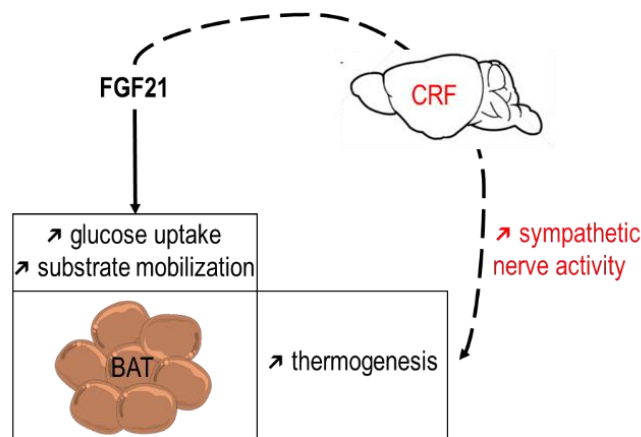 FGF21
CRF
↗ glucose uptake
↗ substrate mobilization
↗ sympathetic
nerve activity
BAT
↗ thermogenesis